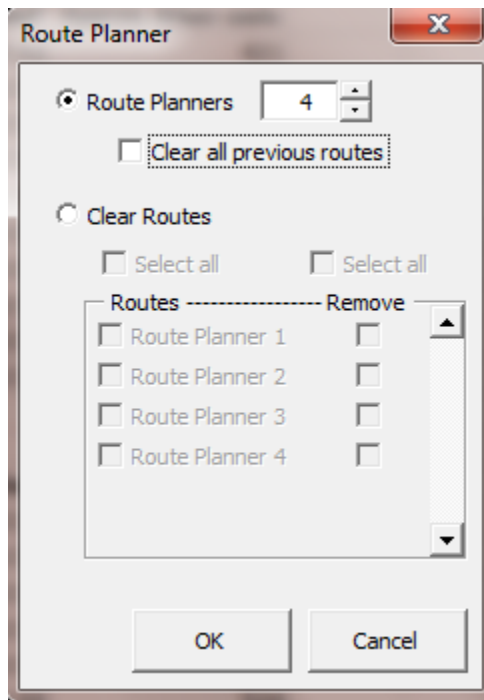 Route Planner
Route Planners 4
Clear all previous routes
Clear Routes
Select all Select all
Routes ----------------- Remove
Route Planner 1
Route Planner 2
Route Planner 3
Route Planner 4
OK Cancel